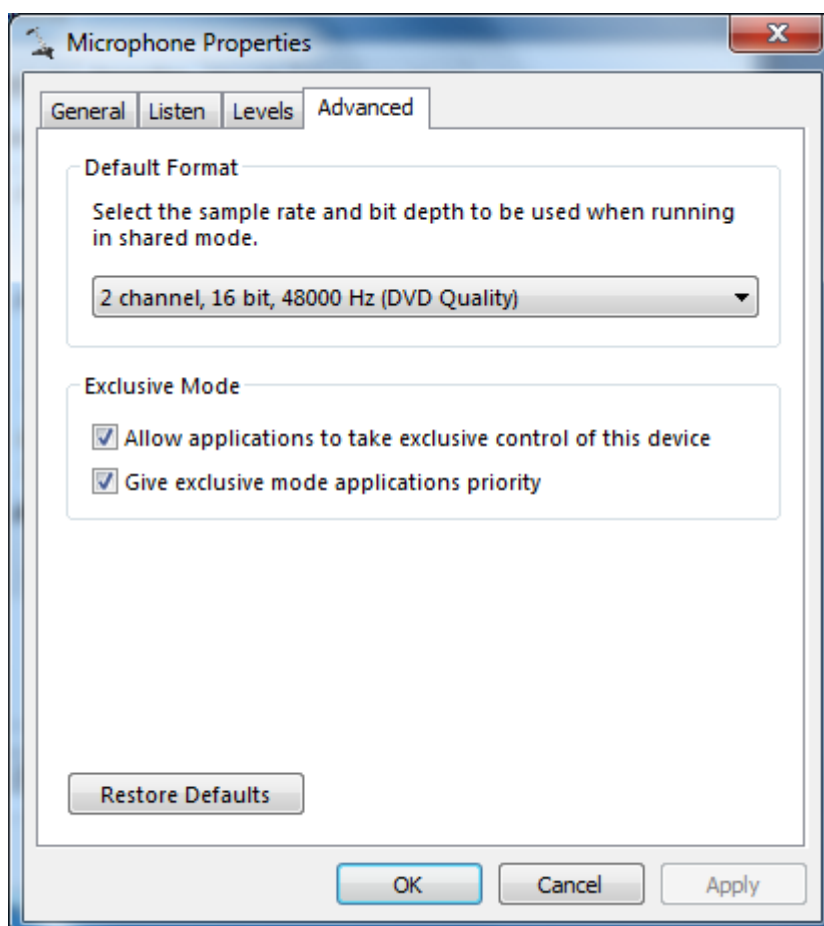 Microphone Properties
General Listen Levels Advanced
Default Format
Select the sample rate and bit depth to be used when running
in shared mode.
2 channel, 16 bit, 48000 Hz (DVD Quality)
Exclusive Mode
Allow applications to take exclusive control of this device
Give exclusive mode applications priority
Restore Defaults
OK Cancel Apply